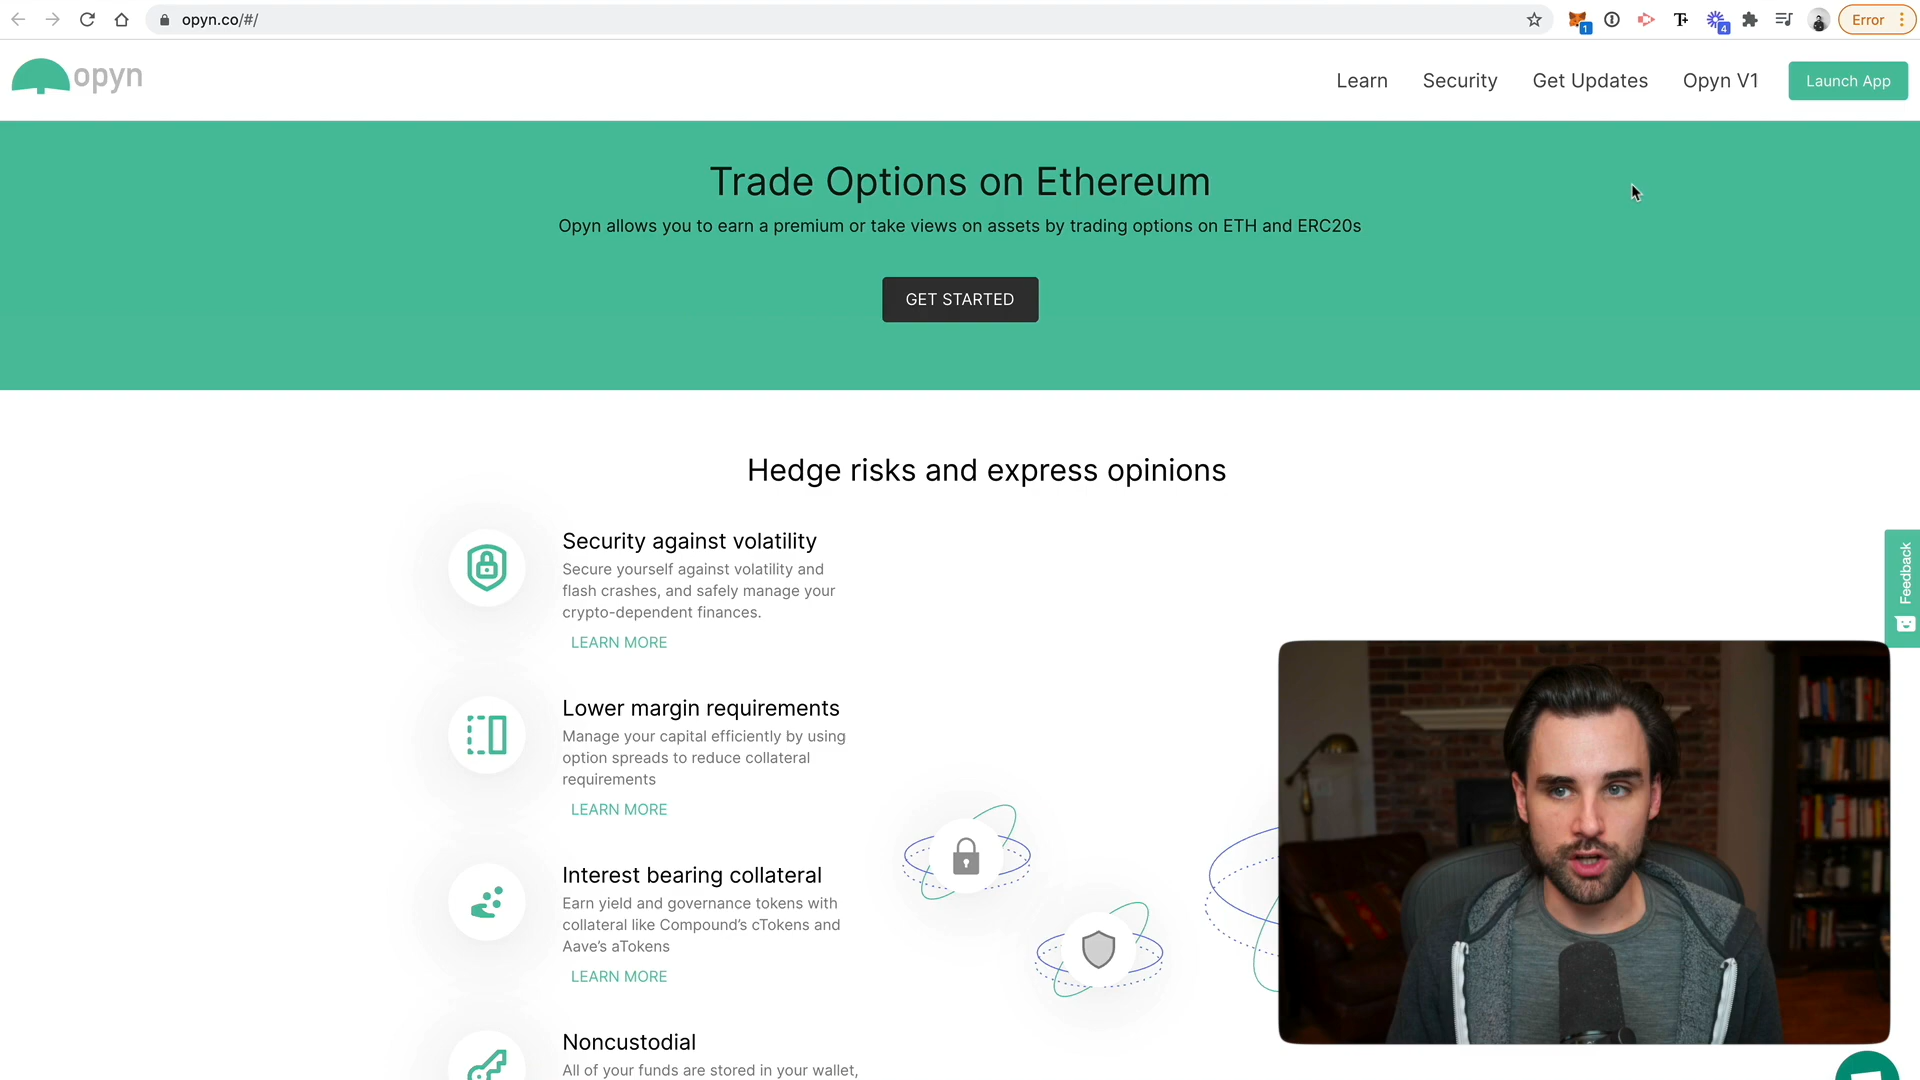 opyn.co/#/
1
4
Error
opyn
Learn
Security
Get Updates
Opyn V1
Launch App
Trade Options on Ethereum
Opyn allows you to earn a premium or take views on assets by trading options on ETH and ERC20s
GET STARTED
Hedge risks and express opinions
Security against volatility
Secure yourself against volatility and
flash crashes, and safely manage your
crypto-dependent finances.
LEARN MORE
Lower margin requirements
Manage your capital efficiently by using
option spreads to reduce collateral
requirements
LEARN MORE
Interest bearing collateral
Earn yield and governance tokens with
collateral like Compound’s cTokens and
Aave’s aTokens
LEARN MORE
Noncustodial
All of your funds are stored in your wallet,
Feedback